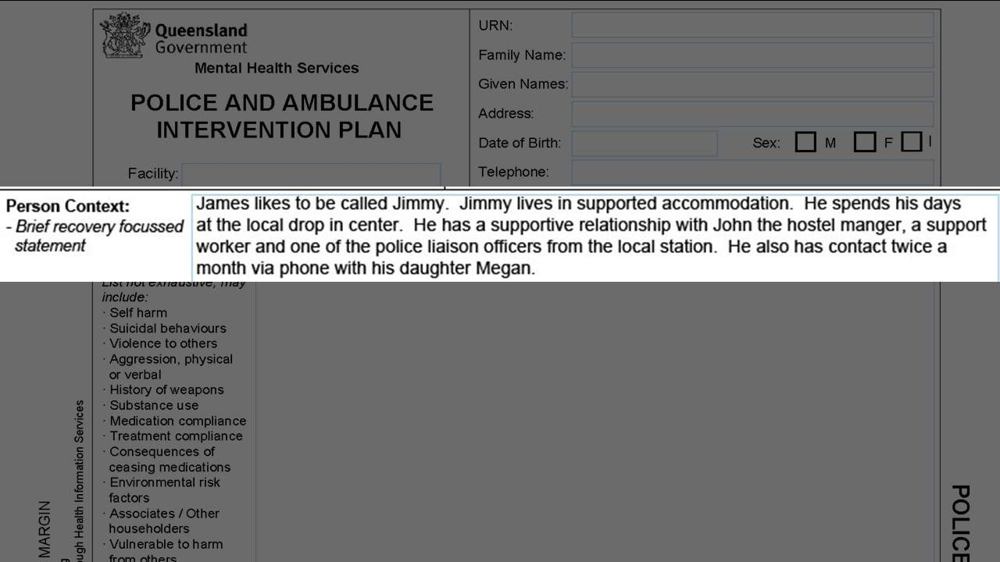 Queensland
Government
Mental Health Services
POLICE AND AMBULANCE
INTERVENTION PLAN
Facility:
URN:
Family Name:
Given Names:
Address:
Date of Birth:
Sex: M F I
Telephone:
Person Context:
- Brief recovery focussed
statement
James likes to be called Jimmy. Jimmy lives in supported accommodation. He spends his days
at the local drop in center. He has a supportive relationship with John the hostel manger, a support
worker and one of the police liaison officers from the local station. He also has contact twice a
month via phone with his daughter Megan.
List not exhaustive, may
include:
· Self harm
· Suicidal behaviours
· Violence to others
· Aggression, physical
or verbal
· History of weapons
· Substance use
· Medication compliance
· Treatment compliance
· Consequences of
ceasing medications
· Environmental risk
factors
· Associates / Other
householders
· Vulnerable to harm
from others
MARGIN
ough Health Information Services
POLICE